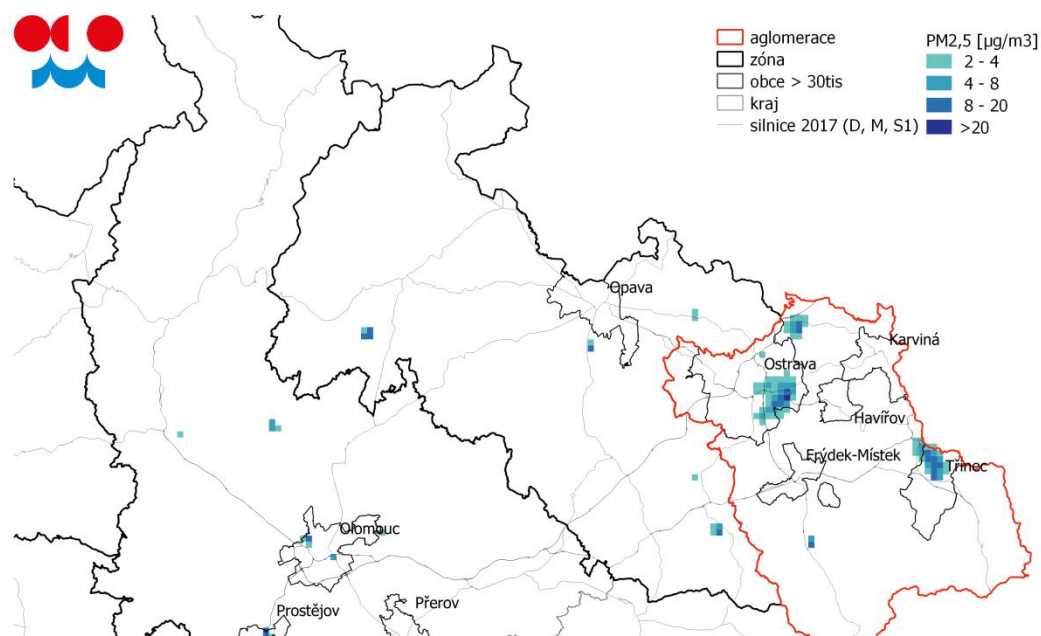 aglomerace
zóna
obce > 30tis
kraj
silnice 2017 (D, M, S1)
PM2,5 [µg/m3]
2 - 4
4 - 8
8 - 20
>20
Opava
Karviná
Ostrava
Havířov
Frýdek-Místek
Třinec
Olomouc
Prostějov
Přerov